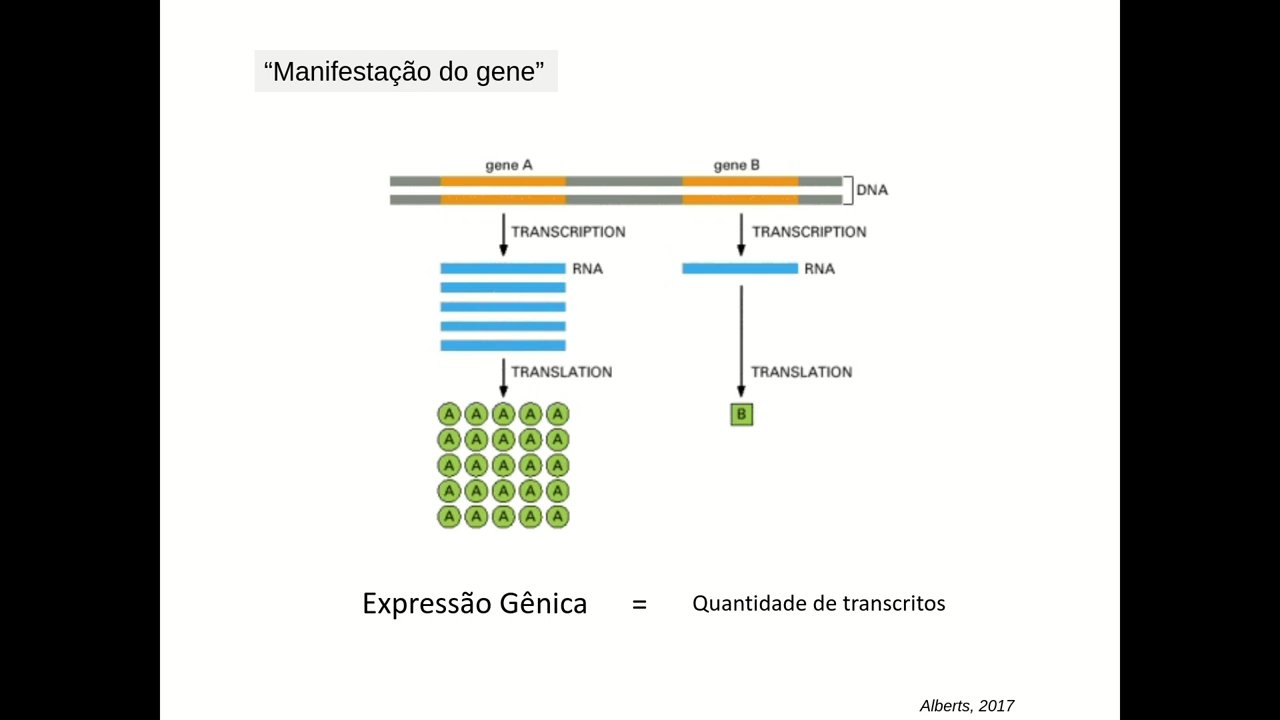 “Manifestação do gene”
gene A gene B
DNA
TRANSCRIPTION TRANSCRIPTION
RNA RNA
TRANSLATION TRANSLATION
A A A A A B
A A A A A
A A A A A
A A A A A
A A A A A
Expressão Gênica = Quantidade de transcritos
Alberts, 2017